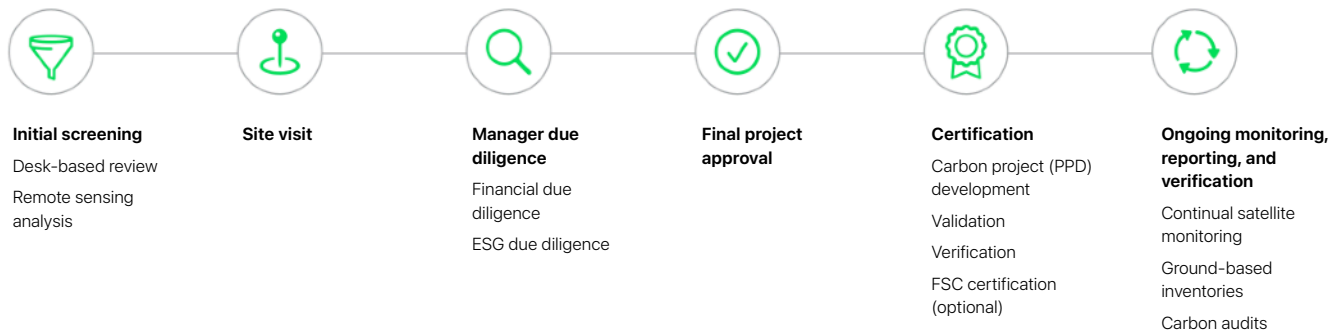 Initial screening
Desk-based review
Remote sensing
analysis
Site visit
Manager due
diligence
Financial due
diligence
ESG due diligence
Final project
approval
Certification
Carbon project (PPD)
development
Validation
Verification
FSC certification
(optional)
Ongoing monitoring,
reporting, and
verification
Continual satellite
monitoring
Ground-based
inventories
Carbon audits